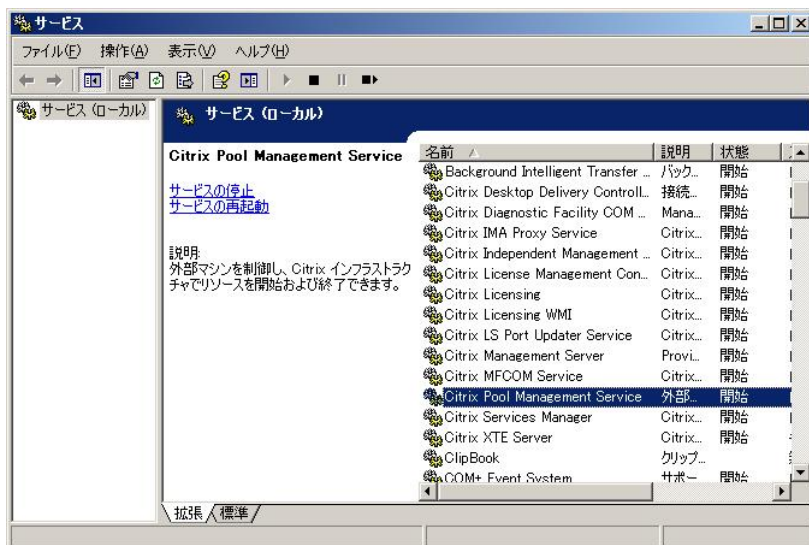 サービス
ファイル(F) 操作(A) 表示(V) ヘルプ(H)
サービス (ローカル)
サービス (ローカル)
Citrix Pool Management Service
サービスの停止
サービスの再起動
説明:
外部マシンを制御し、Citrix インフラストラク
チャでリソースを開始および終了できます。
名前 説明 状態
Background Intelligent Transfer ... バック... 開始
Citrix Desktop Delivery Controll... 接続... 開始
Citrix Diagnostic Facility COM ... Mana... 開始
Citrix IMA Proxy Service Citrix... 開始
Citrix Independent Management ... Citrix... 開始
Citrix License Management Con... Citrix... 開始
Citrix Licensing Citrix... 開始
Citrix Licensing WMI Citrix... 開始
Citrix LS Port Updater Service Citrix... 開始
Citrix Management Server Provi... 開始
Citrix MFCOM Service Citrix... 開始
Citrix Pool Management Service 外部... 開始
Citrix Services Manager Citrix... 開始
Citrix XTE Server Citrix... 開始
ClipBook クリップ...
COM+ Event System サポー... 開始
拡張 標準